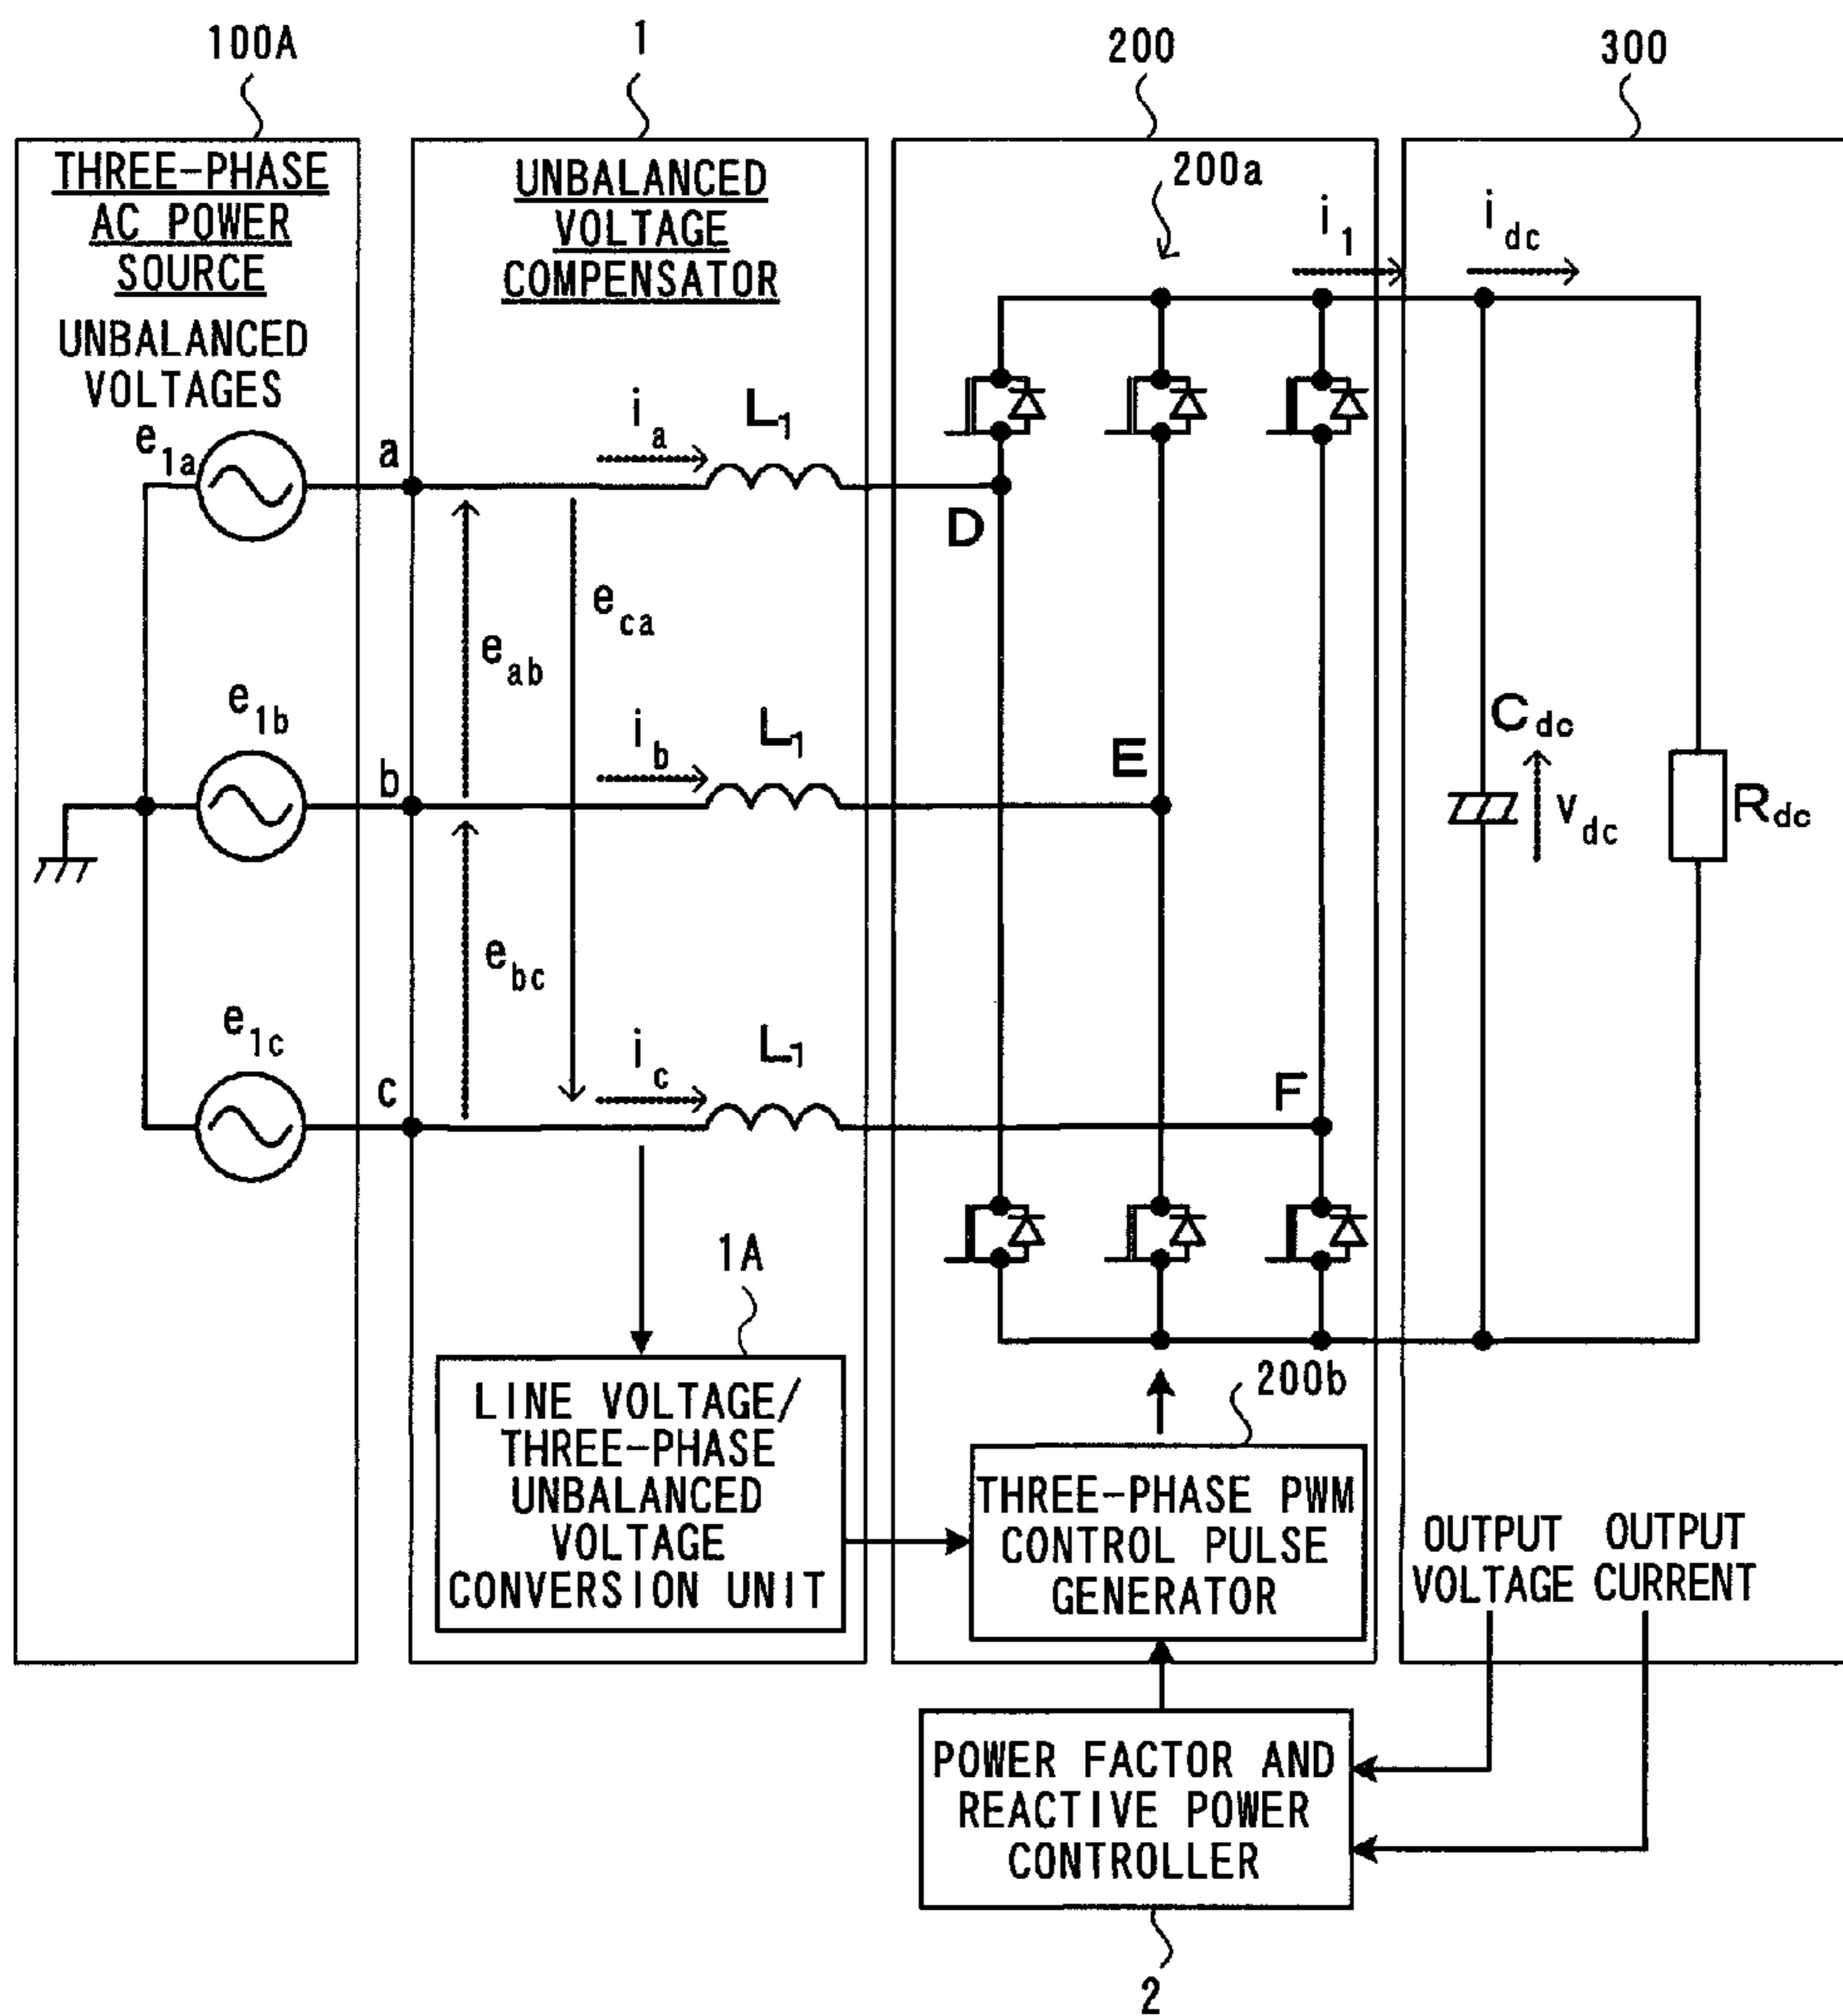 100A
1
200
300
THREE-PHASE
AC POWER
SOURCE
UNBALANCED
VOLTAGES
UNBALANCED
VOLTAGE
COMPENSATOR
200a
i1
idc
e1a
a
ia
L1
D
eca
eab
e1b
b
ib
L1
E
Cdc
vdc
Rdc
ebc
e1c
c
ic
L1
F
1A
LINE VOLTAGE/
THREE-PHASE
UNBALANCED
VOLTAGE
CONVERSION UNIT
200b
THREE-PHASE PWM
CONTROL PULSE
GENERATOR
OUTPUT
VOLTAGE
OUTPUT
CURRENT
POWER FACTOR AND
REACTIVE POWER
CONTROLLER
2